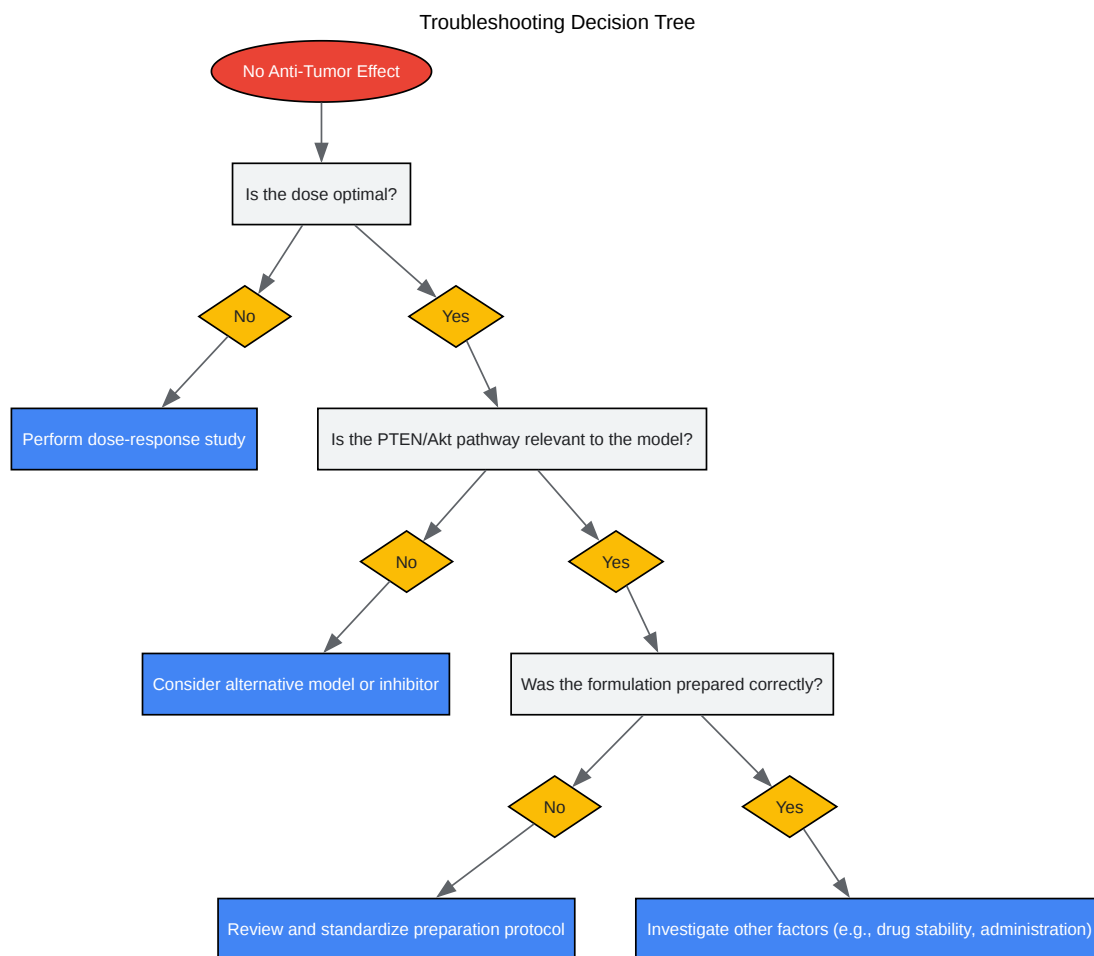 Troubleshooting Decision Tree
No Anti-Tumor Effect
Is the dose optimal?
No
Yes
Perform dose-response study
Is the PTEN/Akt pathway relevant to the model?
No
Yes
Consider alternative model or inhibitor
Was the formulation prepared correctly?
No
Yes
Review and standardize preparation protocol
Investigate other factors (e.g., drug stability, administration)